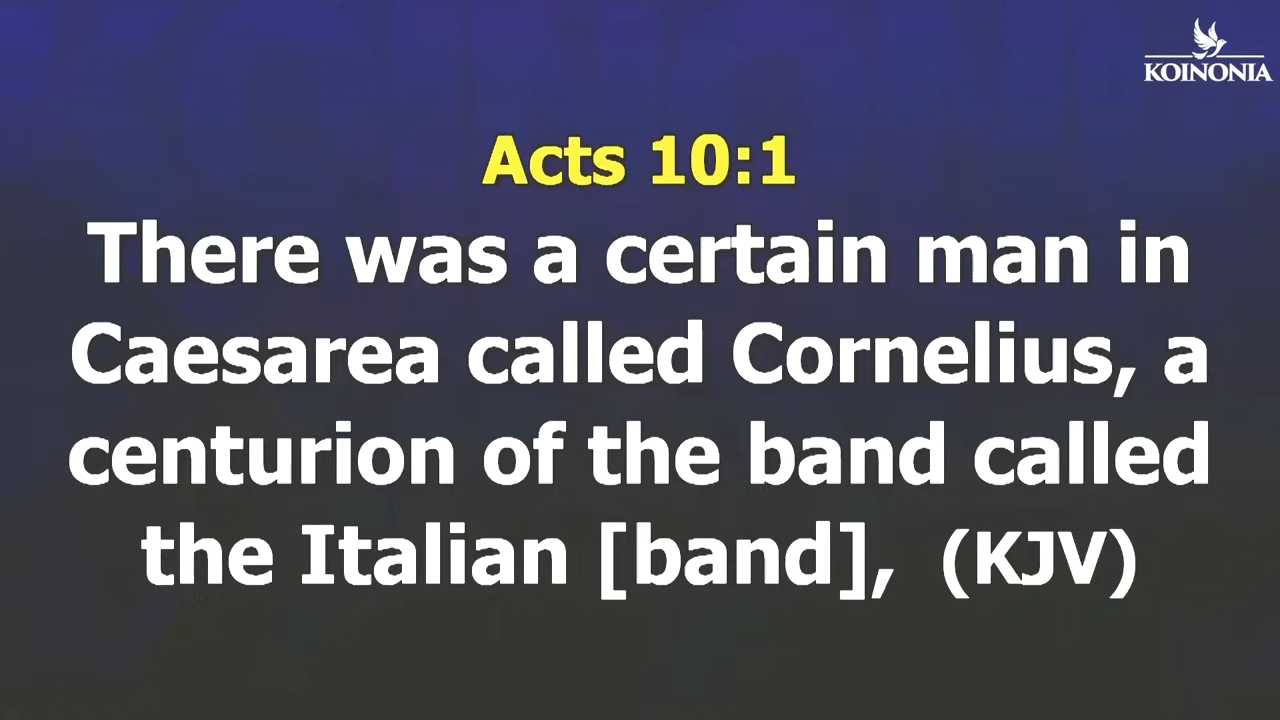 KOINONIA
Acts 10:1
There was a certain man in
Caesarea called Cornelius, a
centurion of the band called
the Italian [band], (KJV)